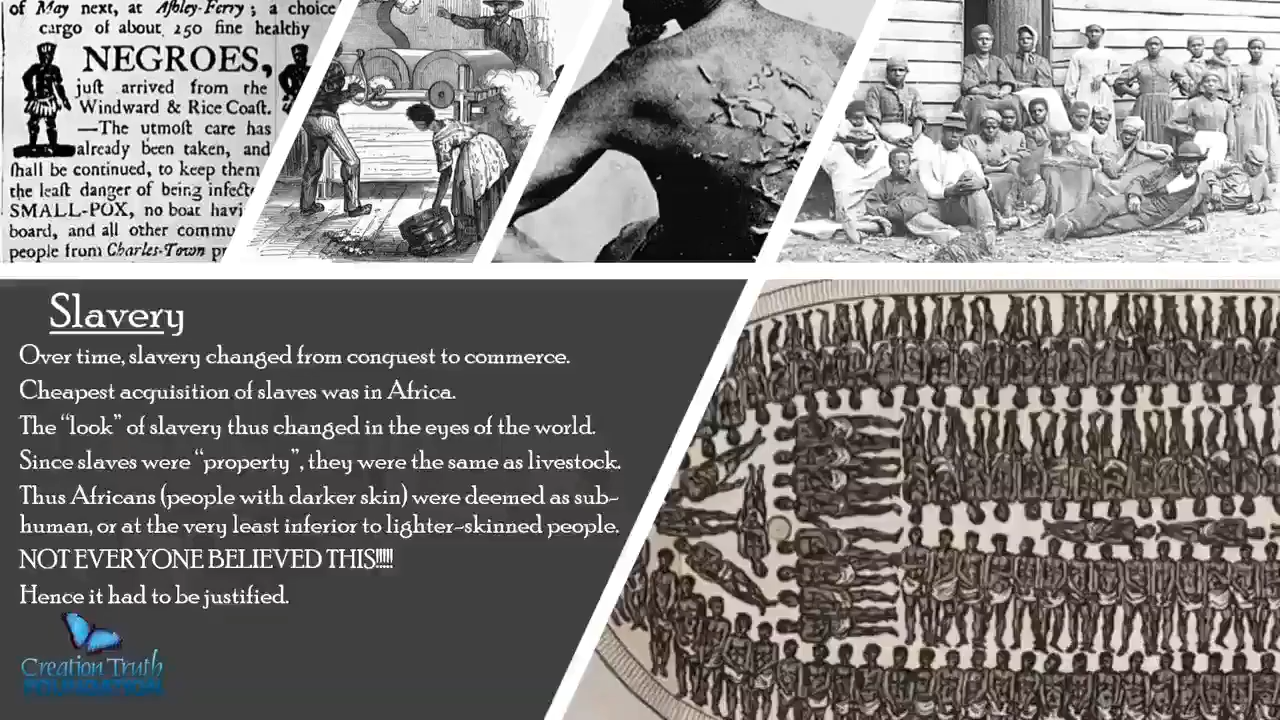 of May next, at Aſhley-Ferry; a choice
cargo of about 250 fine healthy
NEGROES,
juſt arrived from the
Windward & Rice Coaſt.
—The utmoſt care has
already been taken, and
ſhall be continued, to keep them
the leaſt danger of being infecte
SMALL-POX, no boat havi
board, and all other commu
people from Charles-Town pr
Slavery
Over time, slavery changed from conquest to commerce.
Cheapest acquisition of slaves was in Africa.
The “look” of slavery thus changed in the eyes of the world.
Since slaves were “property”, they were the same as livestock.
Thus Africans (people with darker skin) were deemed as sub-
human, or at the very least inferior to lighter-skinned people.
NOT EVERYONE BELIEVED THIS!!!!!
Hence it had to be justified.
Creation Truth
FOUNDATION